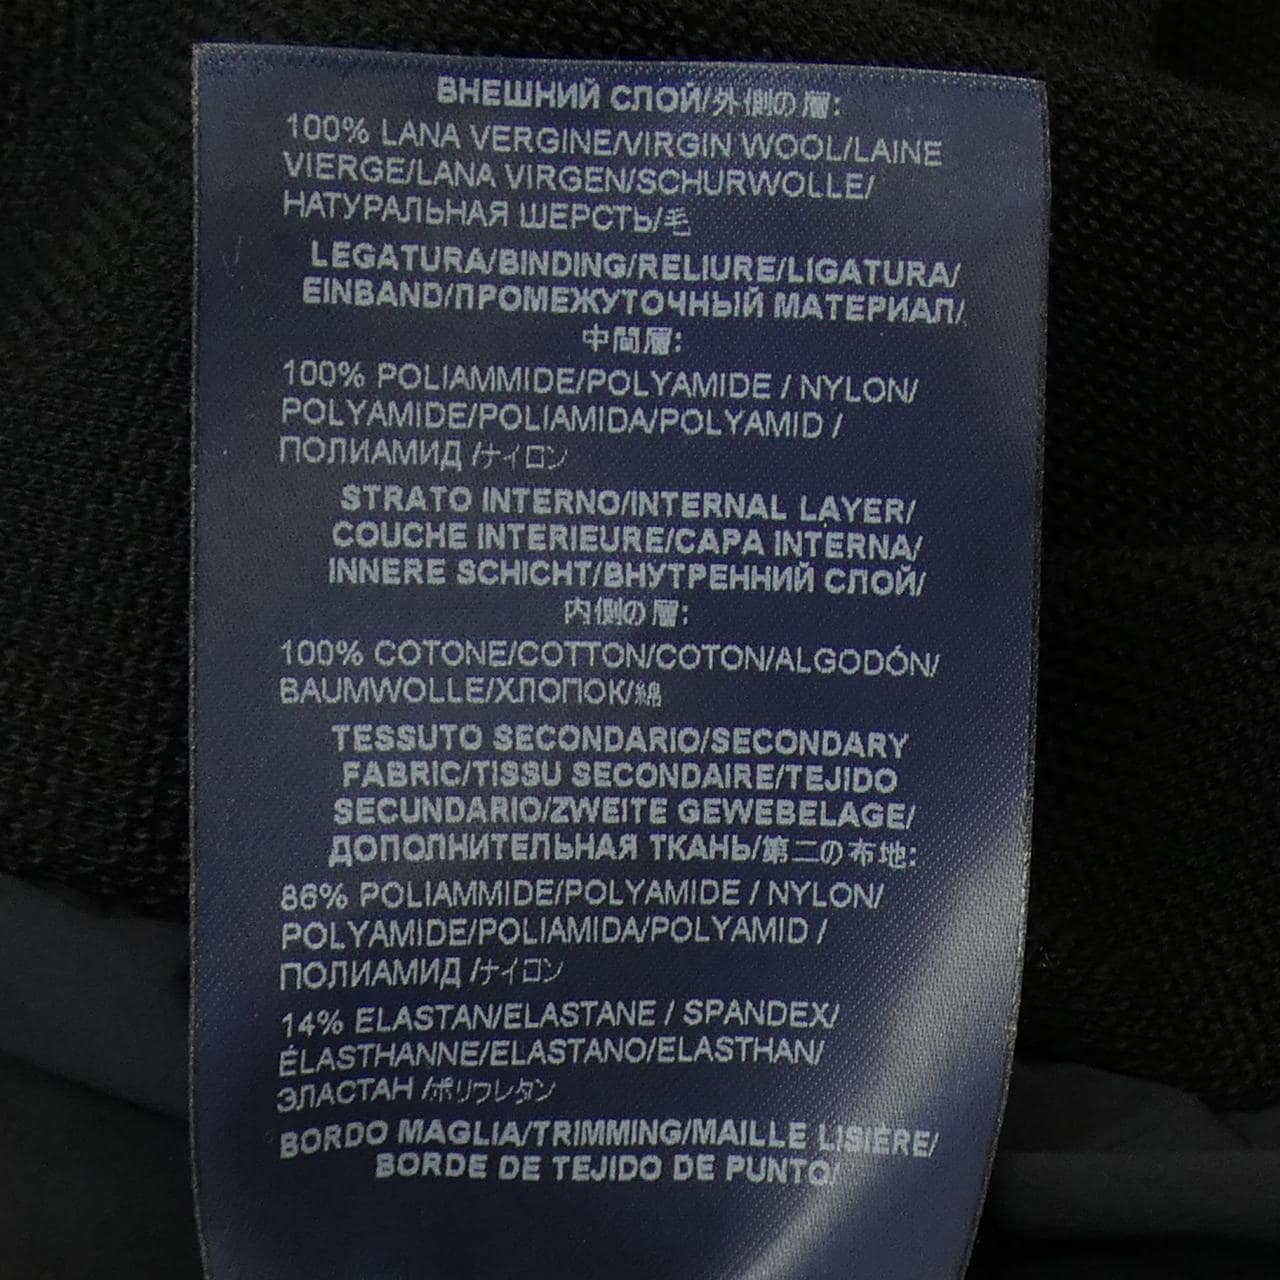 ВНЕШНИЙ СЛОЙ/外側の層:
100% LANA VERGINE/VIRGIN WOOL/LAINE
VIERGE/LANA VIRGEN/SCHURWOLLE/
НАТУРАЛЬНАЯ ШЕРСТЬ/毛
LEGATURA/BINDING/RELIURE/LIGATURA/
EINBAND/ПРОМЕЖУТОЧНЫЙ МАТЕРИАЛ/
中間層:
100% POLIAMMIDE/POLYAMIDE / NYLON/
POLYAMIDE/POLIAMIDA/POLYAMID /
ПОЛИАМИД /ナイロン
STRATO INTERNO/INTERNAL LAYER/
COUCHE INTERIEURE/CAPA INTERNA/
INNERE SCHICHT/ВНУТРЕННИЙ СЛОЙ/
内側の層:
100% COTONE/COTTON/COTON/ALGODÓN/
BAUMWOLLE/ХЛОПОК/綿
TESSUTO SECONDARIO/SECONDARY
FABRIC/TISSU SECONDAIRE/TEJIDO
SECUNDARIO/ZWEITE GEWEBELAGE/
ДОПОЛНИТЕЛЬНАЯ ТКАНЬ/第二の布地:
86% POLIAMMIDE/POLYAMIDE / NYLON/
POLYAMIDE/POLIAMIDA/POLYAMID /
ПОЛИАМИД /ナイロン
14% ELASTAN/ELASTANE / SPANDEX/
ÉLASTHANNE/ELASTANO/ELASTHAN/
ЭЛАСТАН /ポリウレタン
BORDO MAGLIA/TRIMMING/MAILLE LISIERE/
BORDE DE TEJIDO DE PUNTO/